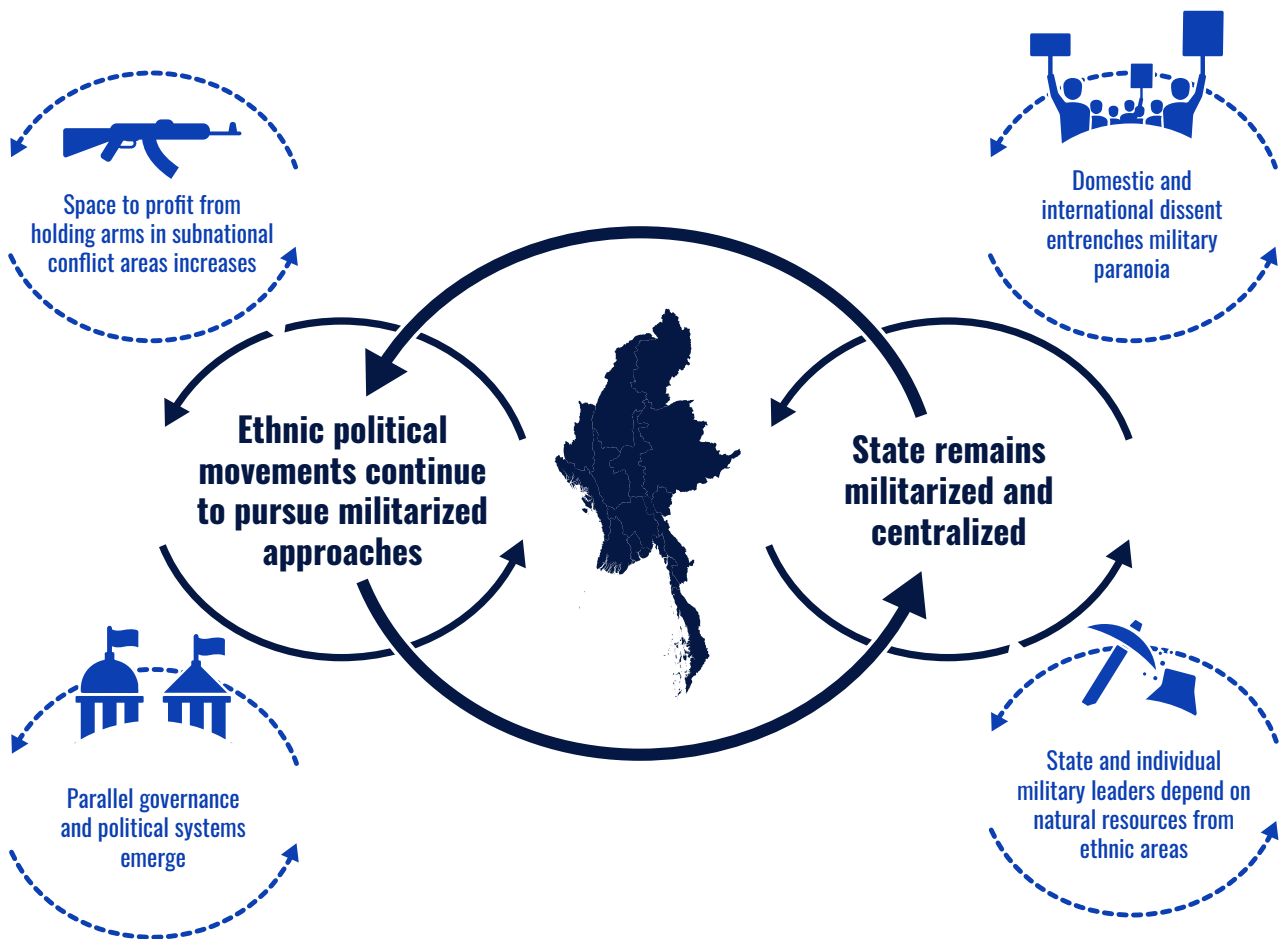 Space to profit from
holding arms in subnational
conflict areas increases
Domestic and
international dissent
entrenches military
paranoia
Ethnic political
movements continue
to pursue militarized
approaches
State remains
militarized and
centralized
Parallel governance
and political systems
emerge
State and individual
military leaders depend on
natural resources from
ethnic areas